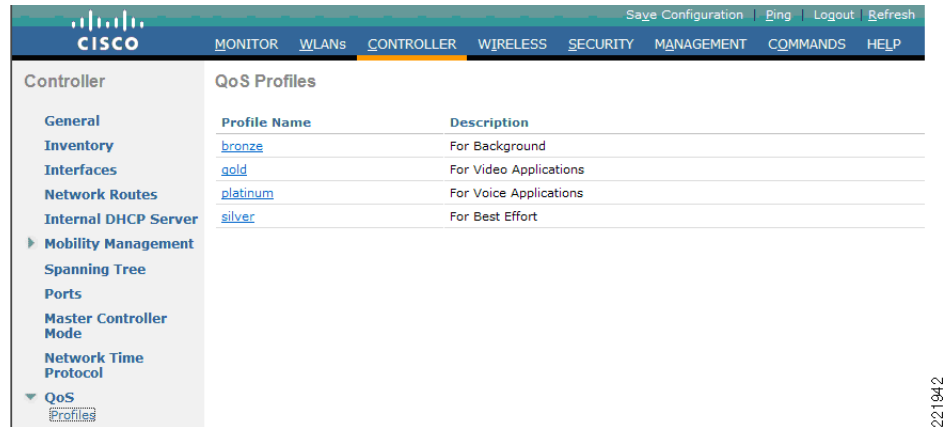 Save Configuration | Ping | Logout | Refresh
CISCO
MONITOR WLANs CONTROLLER WIRELESS SECURITY MANAGEMENT COMMANDS HELP
Controller
General
Inventory
Interfaces
Network Routes
Internal DHCP Server
Mobility Management
Spanning Tree
Ports
Master Controller
Mode
Network Time
Protocol
QoS
Profiles
QoS Profiles
Profile Name Description
bronze For Background
gold For Video Applications
platinum For Voice Applications
silver For Best Effort
221942